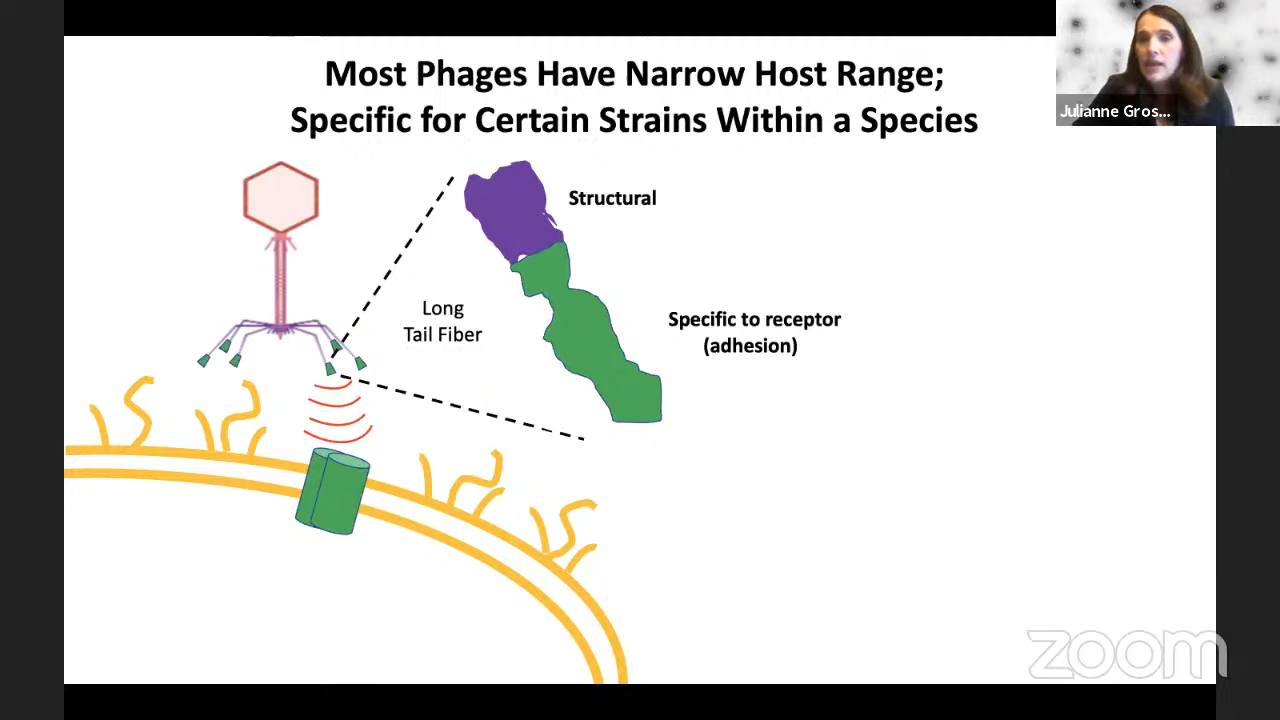 Most Phages Have Narrow Host Range;
Specific for Certain Strains Within a Species
Julianne Gros...
Structural
Long
Tail Fiber
Specific to receptor
(adhesion)
zoom